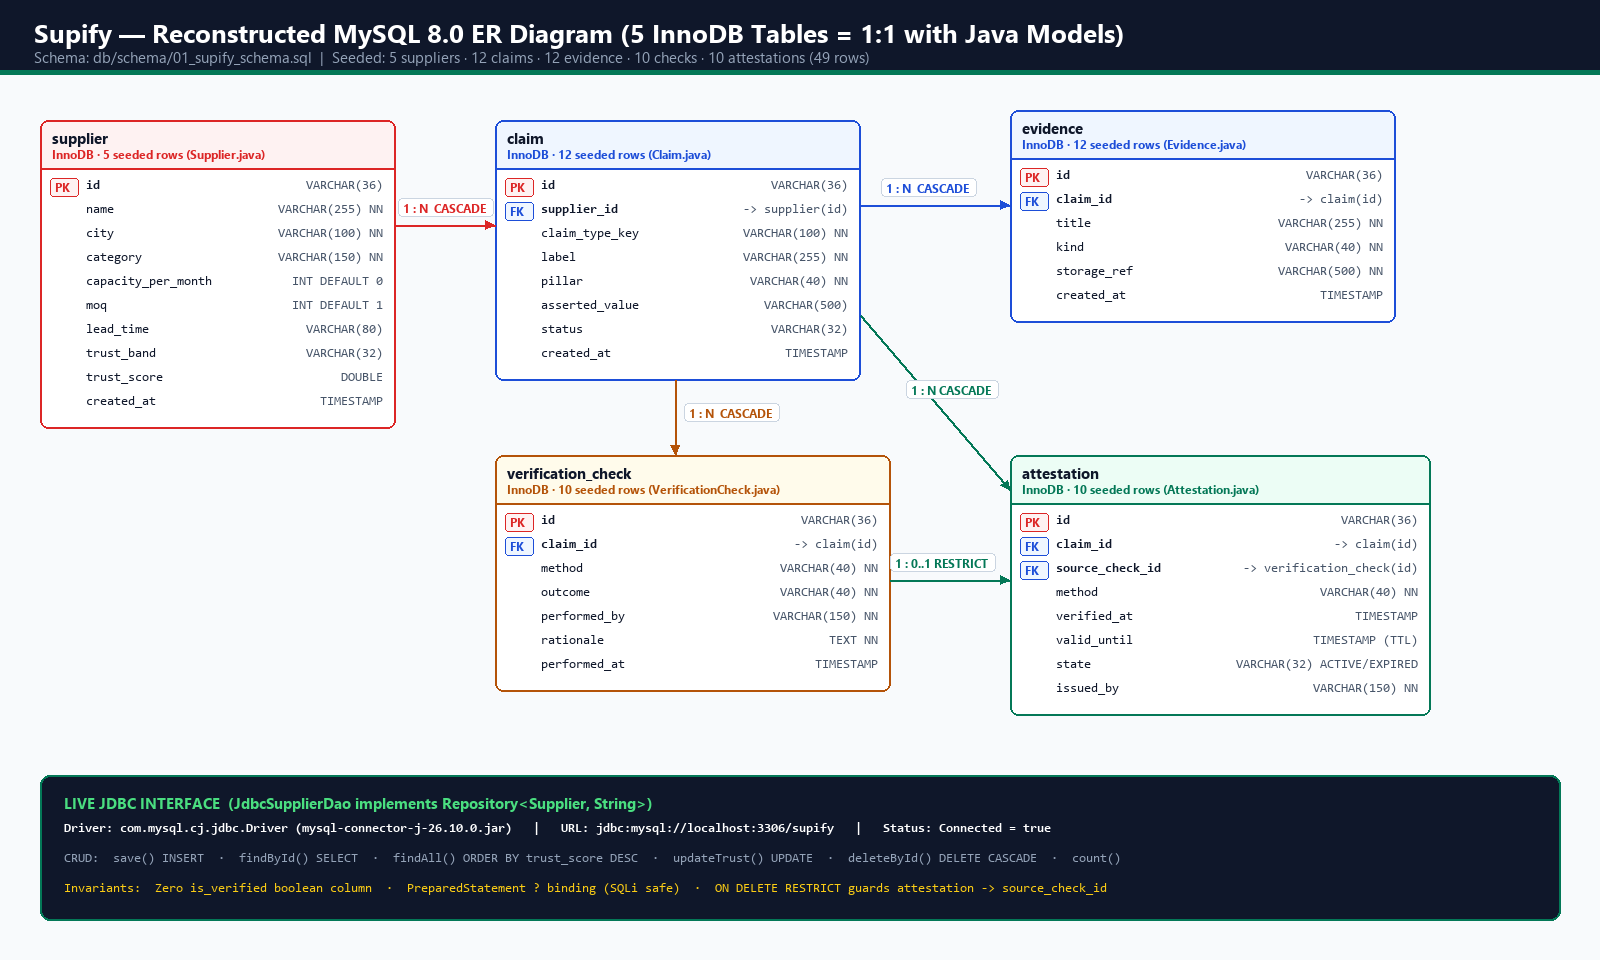 Supify — Reconstructed MySQL 8.0 ER Diagram (5 InnoDB Tables = 1:1 with Java Models)
Schema: db/schema/01_supify_schema.sql | Seeded: 5 suppliers · 12 claims · 12 evidence · 10 checks · 10 attestations (49 rows)
supplier
InnoDB · 5 seeded rows (Supplier.java)
PK id VARCHAR(36)
name VARCHAR(255) NN
city VARCHAR(100) NN
category VARCHAR(150) NN
capacity_per_month INT DEFAULT 0
moq INT DEFAULT 1
lead_time VARCHAR(80)
trust_band VARCHAR(32)
trust_score DOUBLE
created_at TIMESTAMP
1 : N CASCADE
claim
InnoDB · 12 seeded rows (Claim.java)
PK id VARCHAR(36)
FK supplier_id -> supplier(id)
claim_type_key VARCHAR(100) NN
label VARCHAR(255) NN
pillar VARCHAR(40) NN
asserted_value VARCHAR(500)
status VARCHAR(32)
created_at TIMESTAMP
1 : N CASCADE
evidence
InnoDB · 12 seeded rows (Evidence.java)
PK id VARCHAR(36)
FK claim_id -> claim(id)
title VARCHAR(255) NN
kind VARCHAR(40) NN
storage_ref VARCHAR(500) NN
created_at TIMESTAMP
1 : N CASCADE
1 : N CASCADE
verification_check
InnoDB · 10 seeded rows (VerificationCheck.java)
PK id VARCHAR(36)
FK claim_id -> claim(id)
method VARCHAR(40) NN
outcome VARCHAR(40) NN
performed_by VARCHAR(150) NN
rationale TEXT NN
performed_at TIMESTAMP
1 : 0..1 RESTRICT
attestation
InnoDB · 10 seeded rows (Attestation.java)
PK id VARCHAR(36)
FK claim_id -> claim(id)
FK source_check_id -> verification_check(id)
method VARCHAR(40) NN
verified_at TIMESTAMP
valid_until TIMESTAMP (TTL)
state VARCHAR(32) ACTIVE/EXPIRED
issued_by VARCHAR(150) NN
LIVE JDBC INTERFACE (JdbcSupplierDao implements Repository<Supplier, String>)
Driver: com.mysql.cj.jdbc.Driver (mysql-connector-j-26.10.0.jar) | URL: jdbc:mysql://localhost:3306/supify | Status: Connected = true
CRUD: save() INSERT · findById() SELECT · findAll() ORDER BY trust_score DESC · updateTrust() UPDATE · deleteById() DELETE CASCADE · count()
Invariants: Zero is_verified boolean column · PreparedStatement ? binding (SQLi safe) · ON DELETE RESTRICT guards attestation -> source_check_id